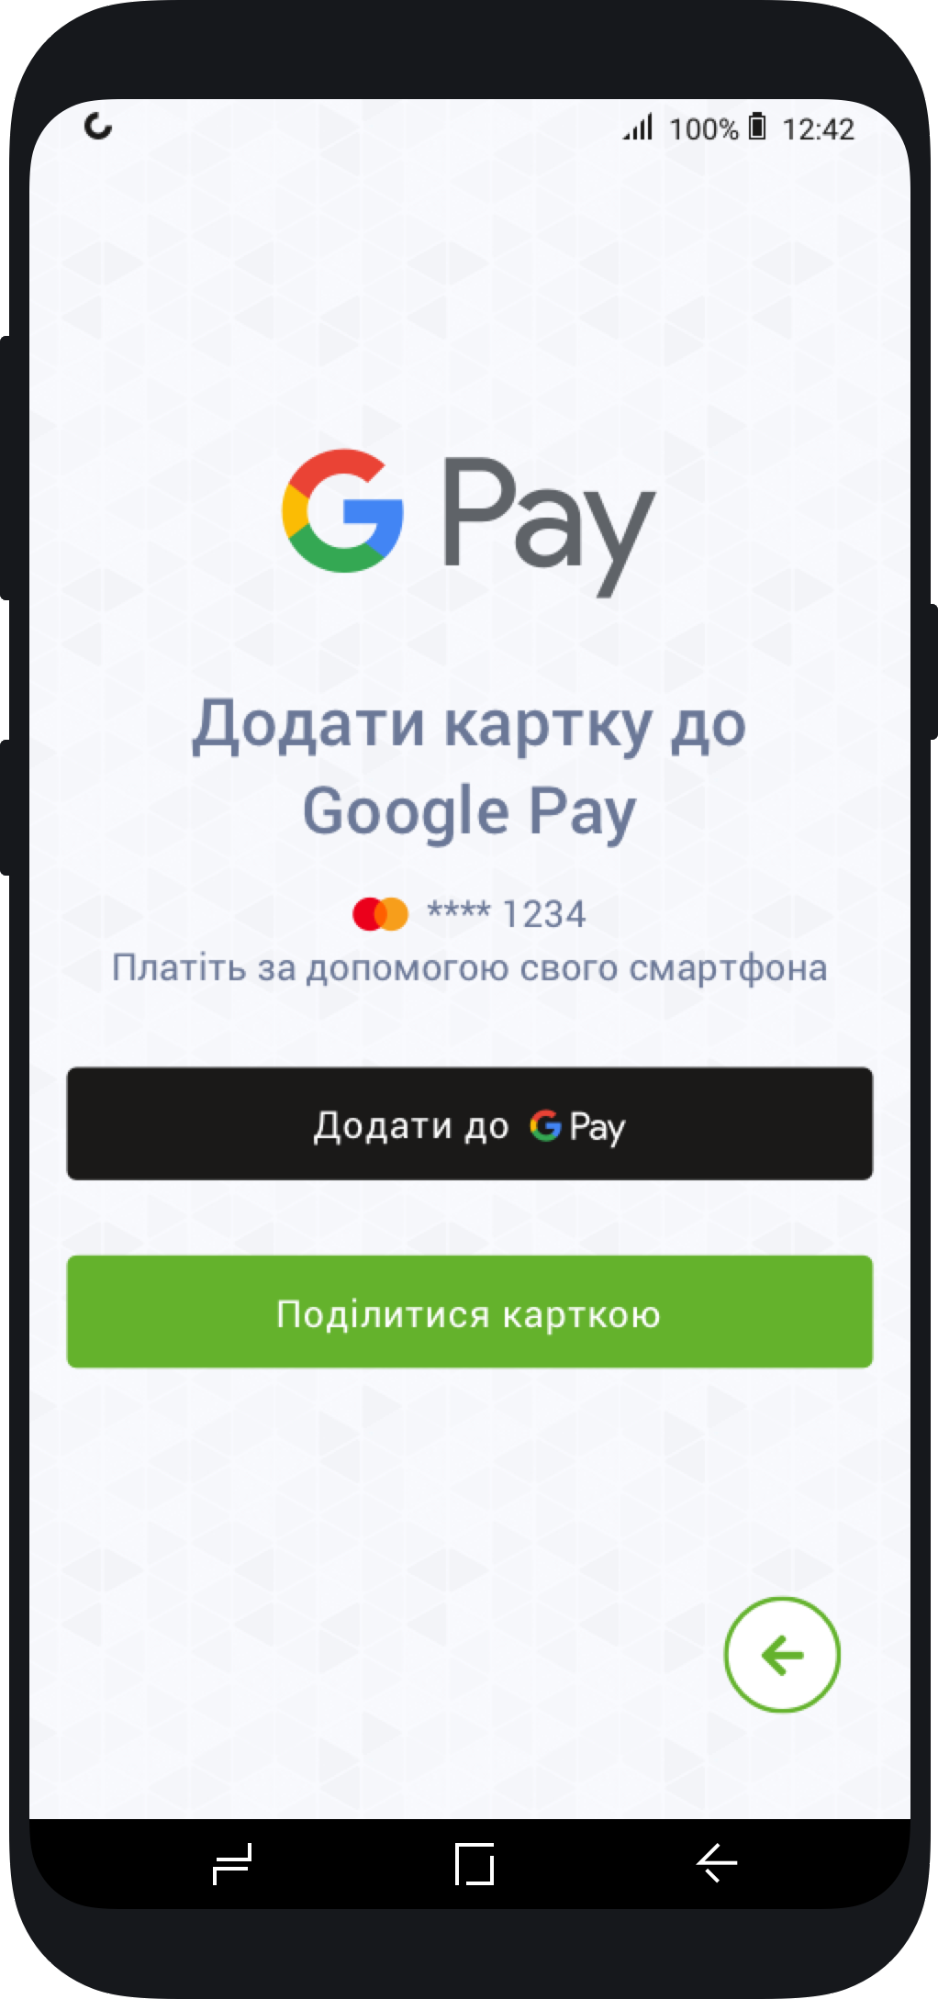 100% 12:42
G Pay
Додати картку до
Google Pay
**** 1234
Платіть за допомогою свого смартфона
Додати до G Pay
Поділитися карткою